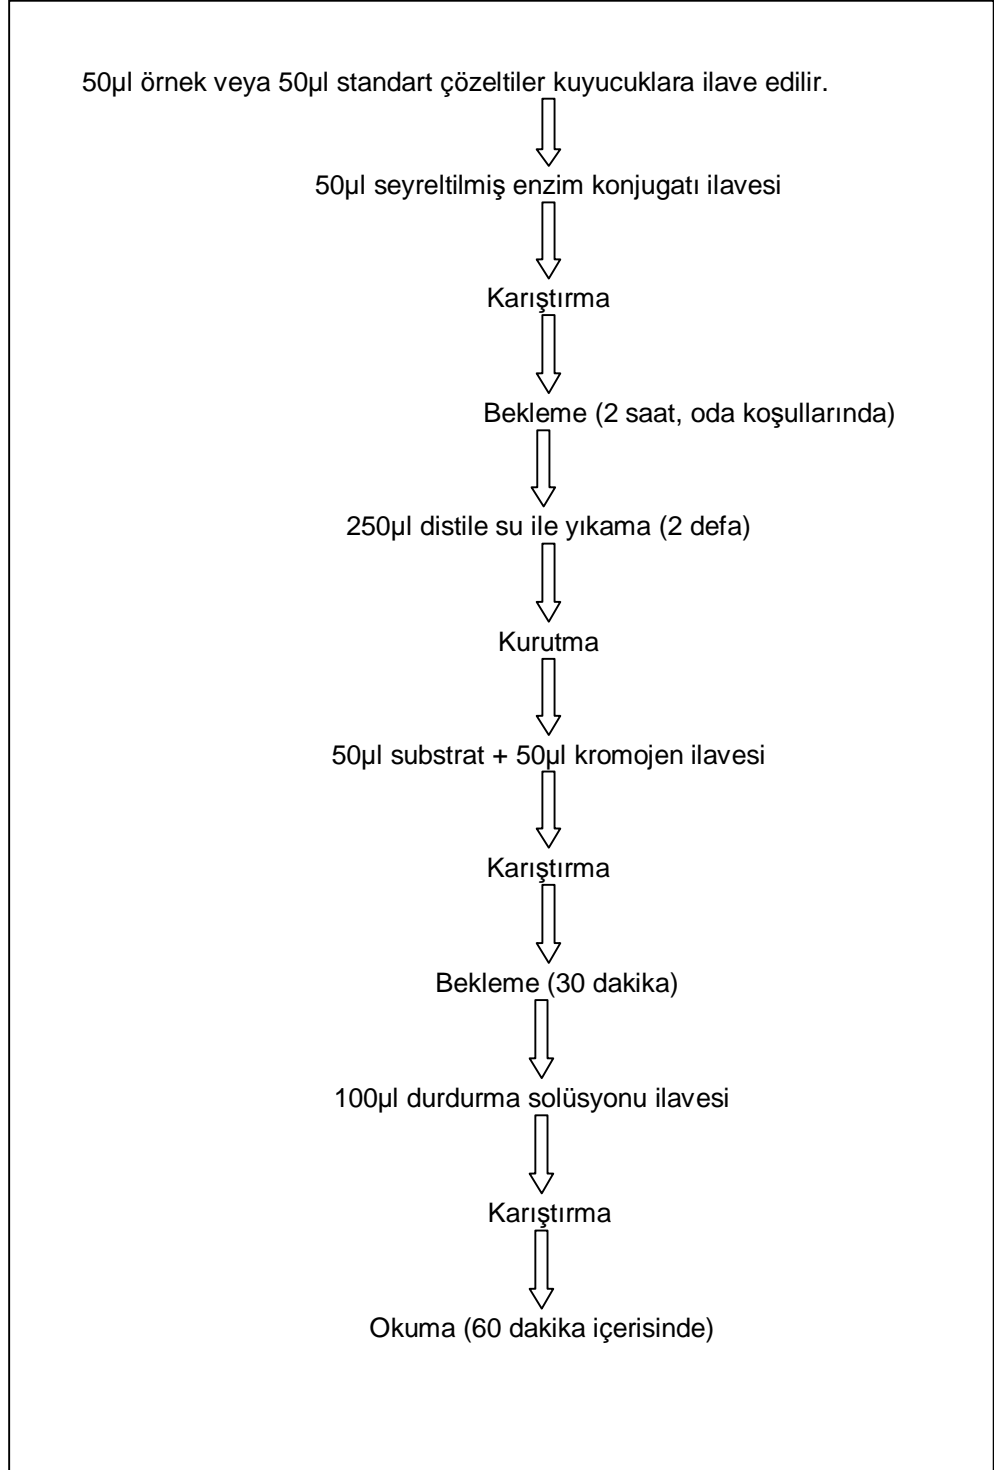 50µl örnek veya 50µl standart çözeltiler kuyucuklara ilave edilir.
50µl seyreltilmiş enzim konjugatı ilavesi
Karıştırma
Bekleme (2 saat, oda koşullarında)
250µl distile su ile yıkama (2 defa)
Kurutma
50µl substrat + 50µl kromojen ilavesi
Karıştırma
Bekleme (30 dakika)
100µl durdurma solüsyonu ilavesi
Karıştırma
Okuma (60 dakika içerisinde)